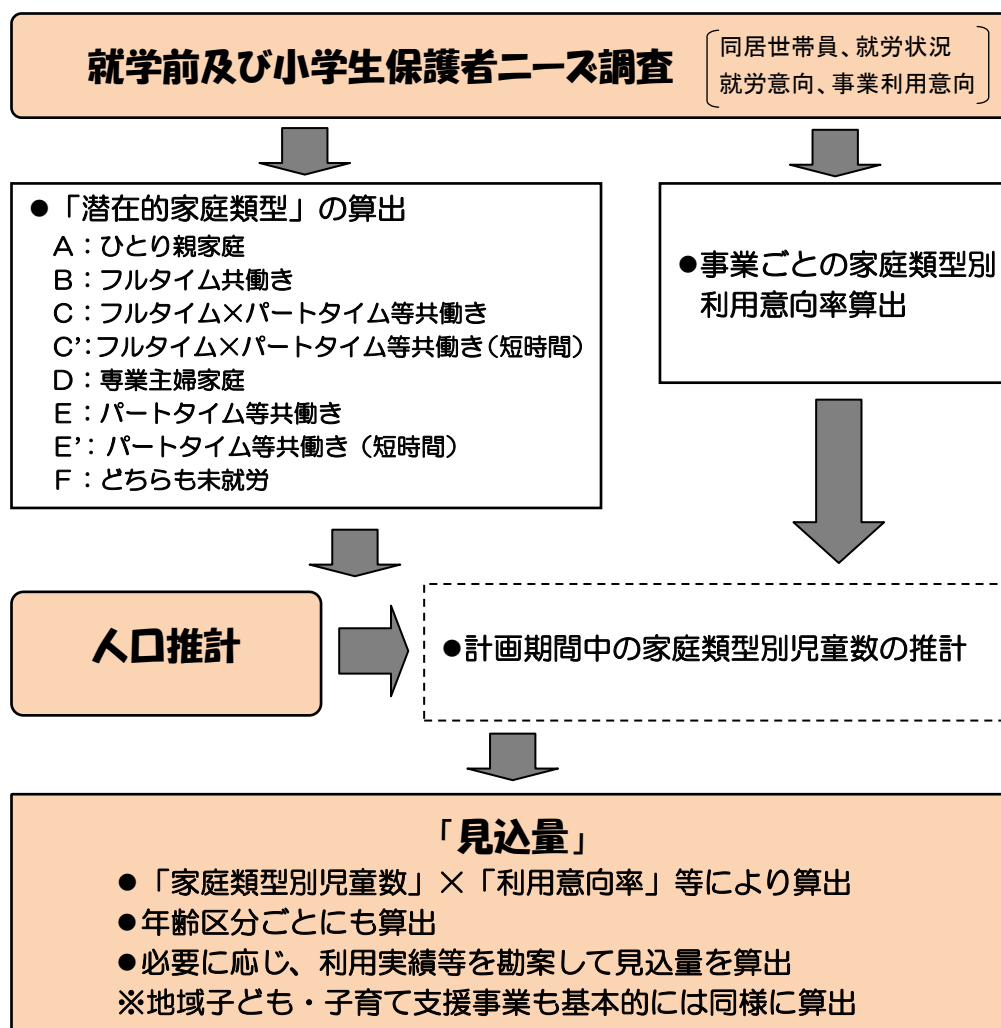 就学前及び小学生保護者ニーズ調査
同居世帯員、就労状況
就労意向、事業利用意向
●「潜在的家庭類型」の算出
A：ひとり親家庭
B：フルタイム共働き
C：フルタイム×パートタイム等共働き
C’：フルタイム×パートタイム等共働き（短時間）
D：専業主婦家庭
E：パートタイム等共働き
E’：パートタイム等共働き（短時間）
F：どちらも未就労
●事業ごとの家庭類型別
利用意向率算出
人口推計
●計画期間中の家庭類型別児童数の推計
「見込量」
●「家庭類型別児童数」×「利用意向率」等により算出
●年齢区分ごとにも算出
●必要に応じ、利用実績等を勘案して見込量を算出
※地域子ども・子育て支援事業も基本的には同様に算出